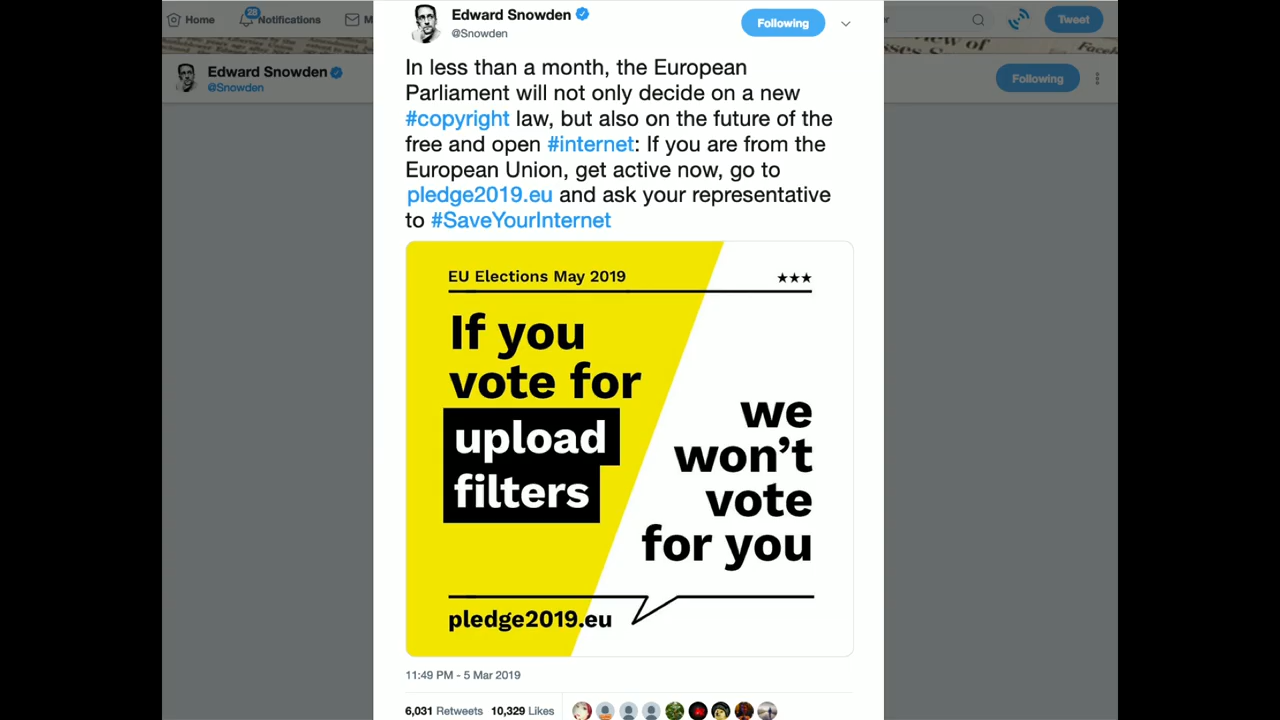 Home
28
Notifications
M
Tweet
Edward Snowden
@Snowden
Following
Edward Snowden
@Snowden
Following
In less than a month, the European
Parliament will not only decide on a new
#copyright law, but also on the future of the
free and open #internet: If you are from the
European Union, get active now, go to
pledge2019.eu and ask your representative
to #SaveYourInternet
EU Elections May 2019
If you
vote for
upload
filters
we
won't
vote
for you
pledge2019.eu
11:49 PM - 5 Mar 2019
6,031 Retweets 10,329 Likes